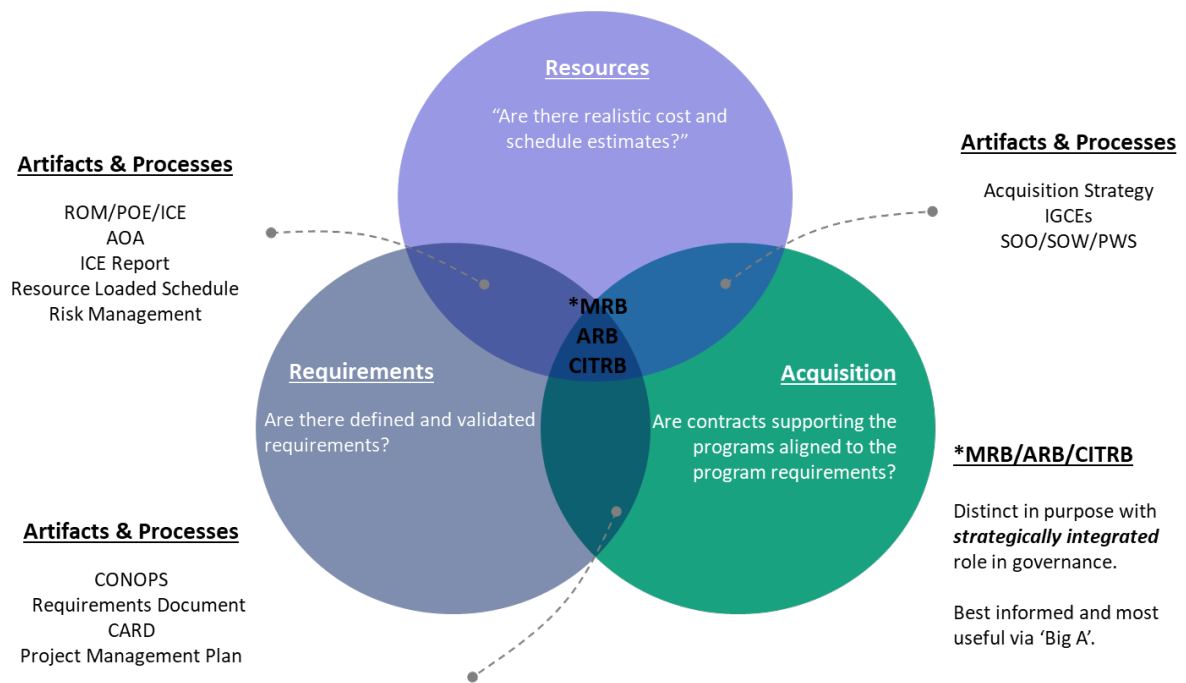 Resources
“Are there realistic cost and
schedule estimates?”
Artifacts & Processes
ROM/POE/ICE
AOA
ICE Report
Resource Loaded Schedule
Risk Management
Artifacts & Processes
Acquisition Strategy
IGCEs
SOO/SOW/PWS
*MRB
ARB
CITRB
Requirements
Are there defined and validated
requirements?
Acquisition
Are contracts supporting the
programs aligned to the
program requirements?
Artifacts & Processes
CONOPS
Requirements Document
CARD
Project Management Plan
*MRB/ARB/CITRB
Distinct in purpose with
strategically integrated
role in governance.
Best informed and most
useful via ‘Big A’.